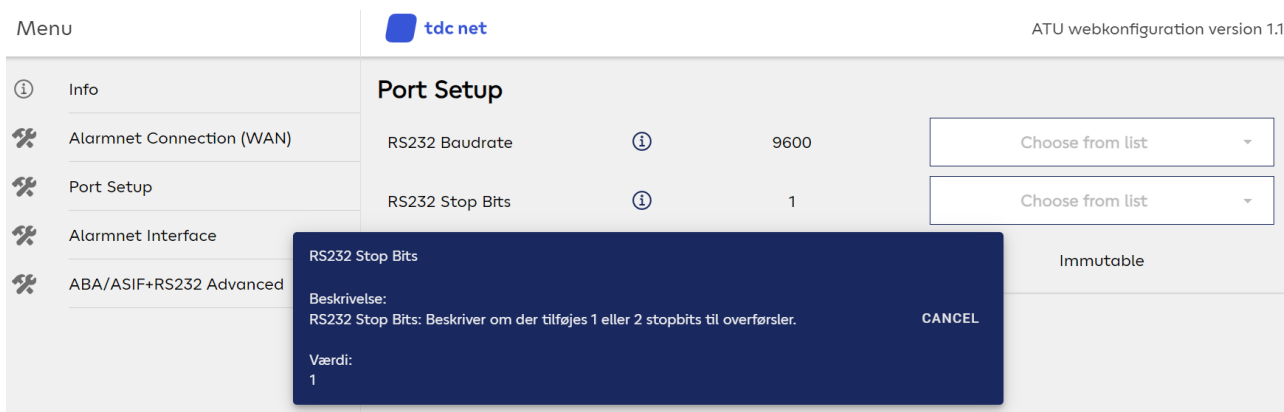 Menu
tdc net
ATU webkonfiguration version 1.1
Info
Alarmnet Connection (WAN)
Port Setup
Alarmnet Interface
ABA/ASIF+RS232 Advanced
Port Setup
RS232 Baudrate 9600 Choose from list
RS232 Stop Bits 1 Choose from list
Immutable
RS232 Stop Bits
Beskrivelse:
RS232 Stop Bits: Beskriver om der tilføjes 1 eller 2 stopbits til overførsler.
CANCEL
Værdi:
1